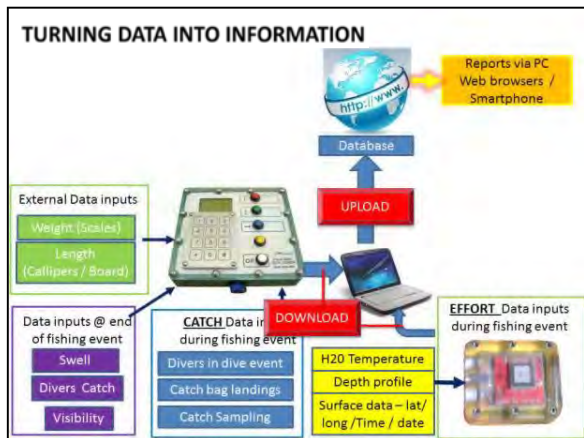 TURNING DATA INTO INFORMATION
http://www.
Reports via PC
Web browsers /
Smartphone
Database
External Data inputs
Weight (Scales)
Length
(Callipers / Board)
UPLOAD
Data inputs @ end
of fishing event
Swell
Divers Catch
Visibility
CATCH Data in
during fishing event
Divers in dive event
Catch bag landings
Catch Sampling
DOWNLOAD
EFFORT Data inputs
during fishing event
H20 Temperature
Depth profile
Surface data – lat/
long /Time / date